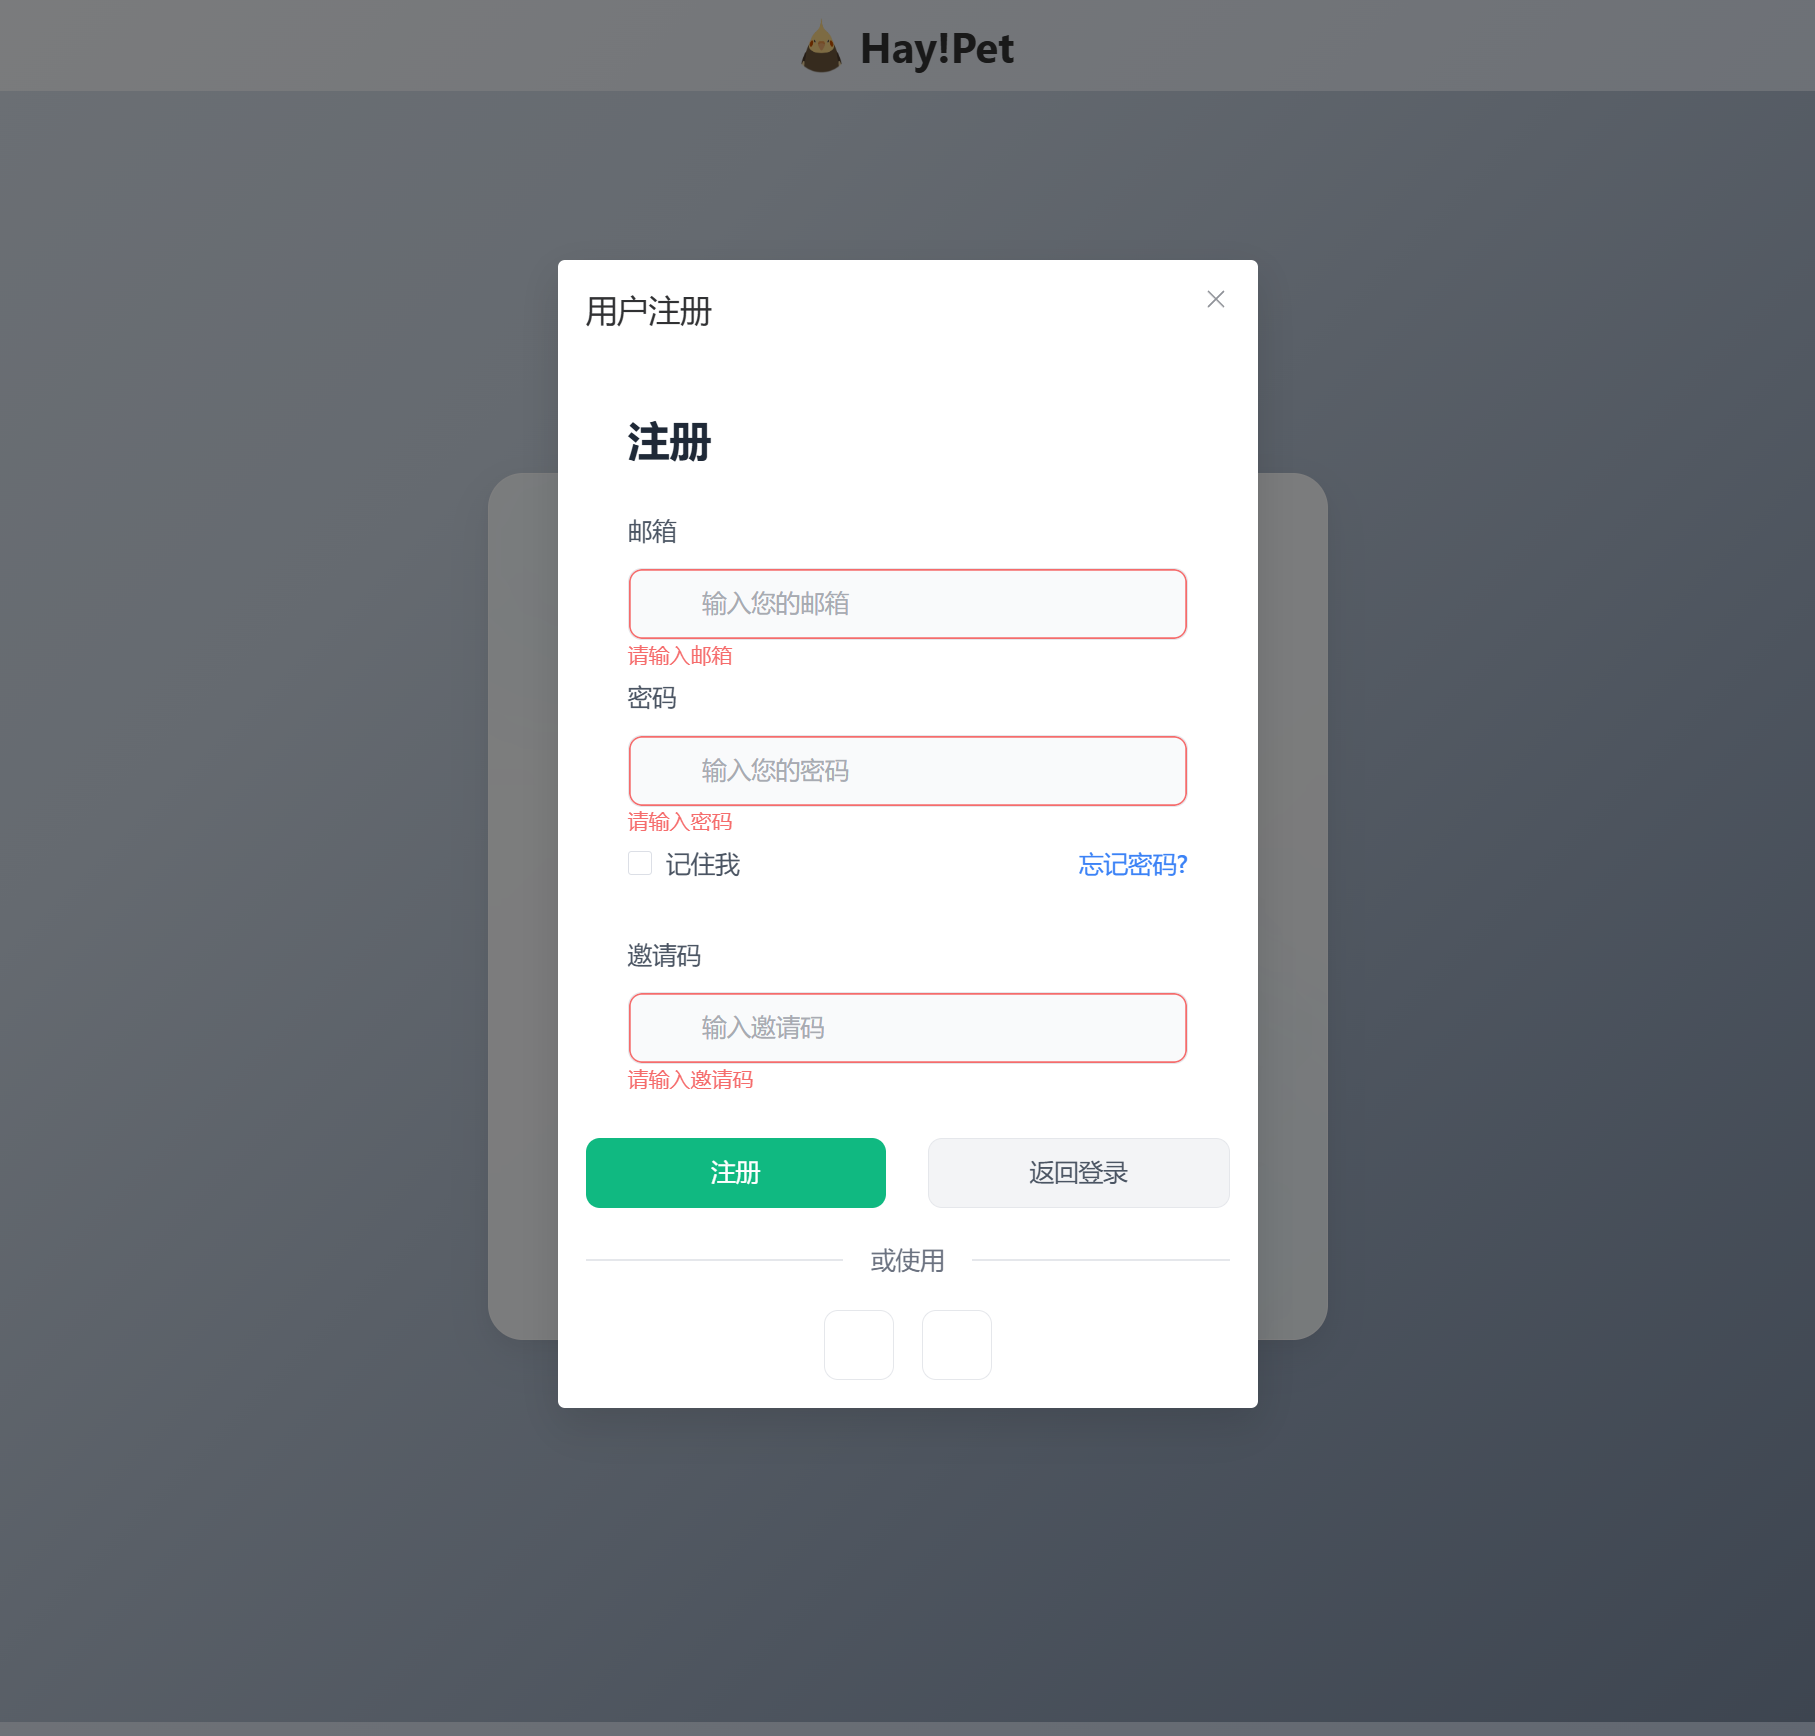 Hay!Pet
用户注册
注册
邮箱
输入您的邮箱
请输入邮箱
密码
输入您的密码
请输入密码
记住我
忘记密码?
邀请码
输入邀请码
请输入邀请码
注册
返回登录
或使用